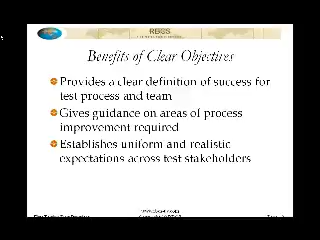 RBCS
Benefits of Clear Objectives
Provides a clear definition of success for
test process and team
Gives guidance on areas of process
improvement required
Establishes uniform and realistic
expectations across test stakeholders